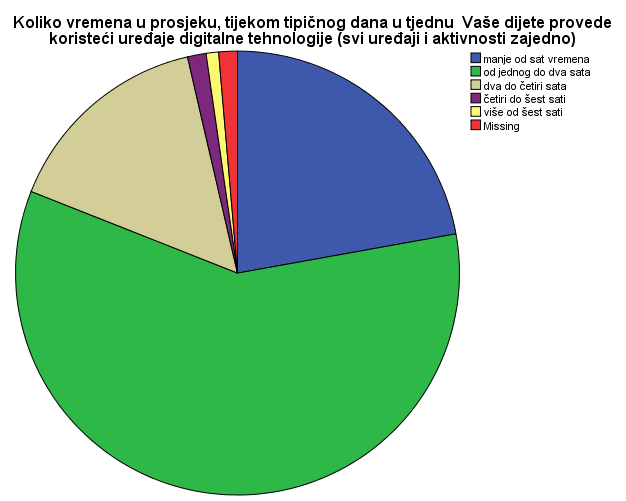 Koliko vremena u prosjeku, tijekom tipičnog dana u tjednu  Vaše dijete provede
koristeći uređaje digitalne tehnologije (svi uređaji i aktivnosti zajedno)
manje od sat vremena
od jednog do dva sata
dva do četiri sata
četiri do šest sati
više od šest sati
Missing